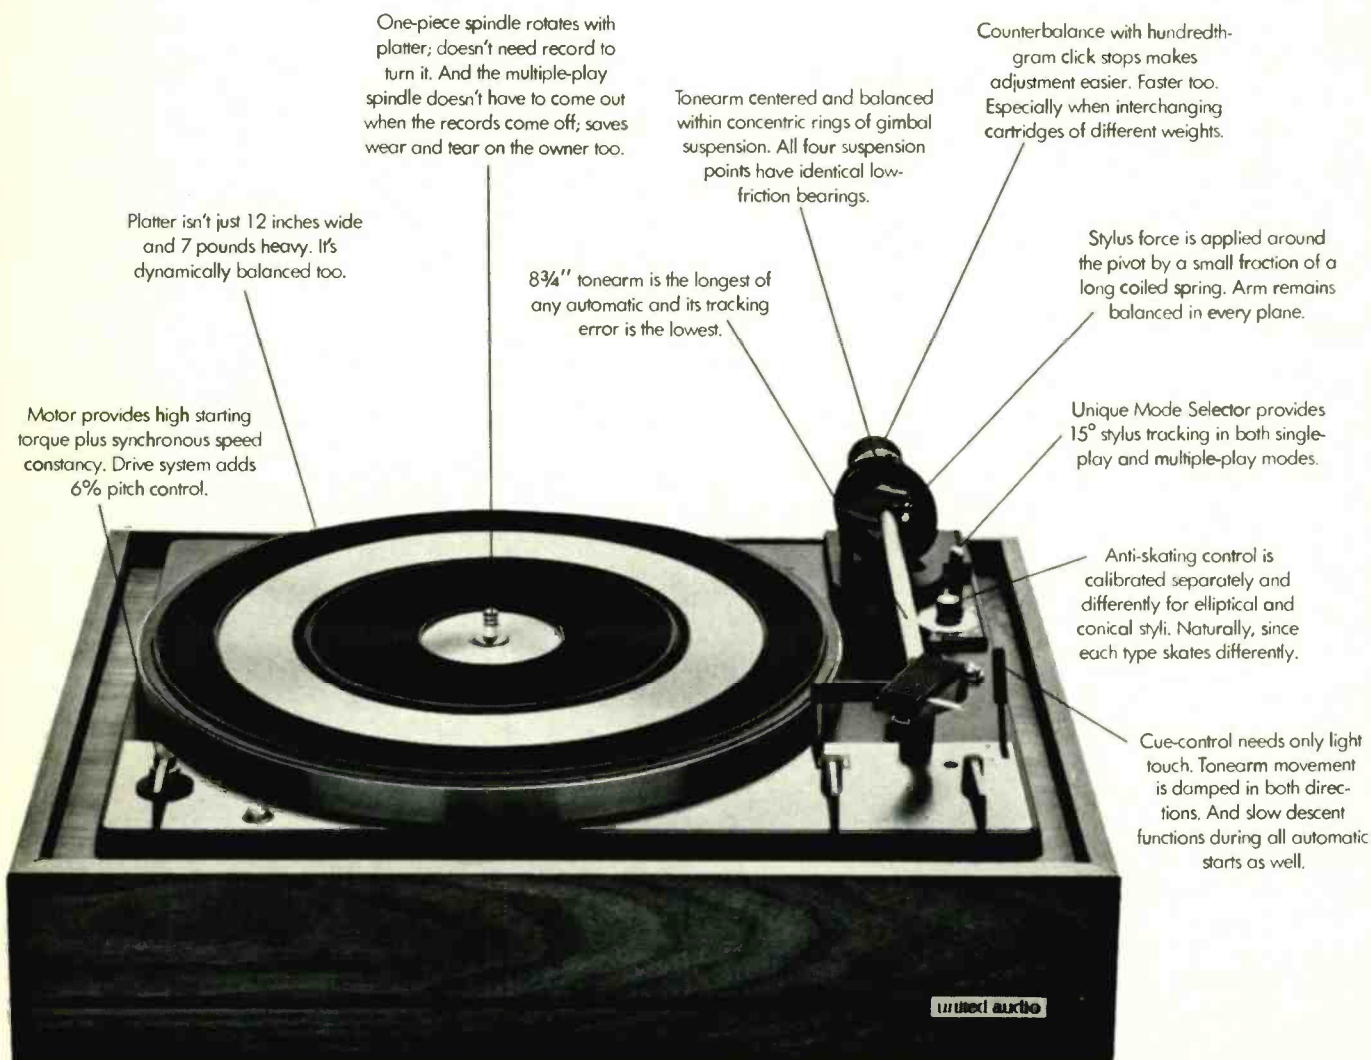 One-piece spindle rotates with
platter; doesn't need record to
turn it. And the multiple-play
spindle doesn't have to come out
when the records come off; saves
wear and tear on the owner too.
Counterbalance with hundredth-
gram click stops makes
adjustment easier. Faster too.
Especially when interchanging
cartridges of different weights.
Tonearm centered and balanced
within concentric rings of gimbal
suspension. All four suspension
points have identical low-
friction bearings.
Platter isn't just 12 inches wide
and 7 pounds heavy. It's
dynamically balanced too.
8¾" tonearm is the longest of
any automatic and its tracking
error is the lowest.
Stylus force is applied around
the pivot by a small fraction of a
long coiled spring. Arm remains
balanced in every plane.
Motor provides high starting
torque plus synchronous speed
constancy. Drive system adds
6% pitch control.
Unique Mode Selector provides
15° stylus tracking in both single-
play and multiple-play modes.
Anti-skating control is
calibrated separately and
differently for elliptical and
conical styli. Naturally, since
each type skates differently.
Cue-control needs only light
touch. Tonearm movement
is damped in both direc-
tions. And slow descent
functions during all automatic
starts as well.
united audio